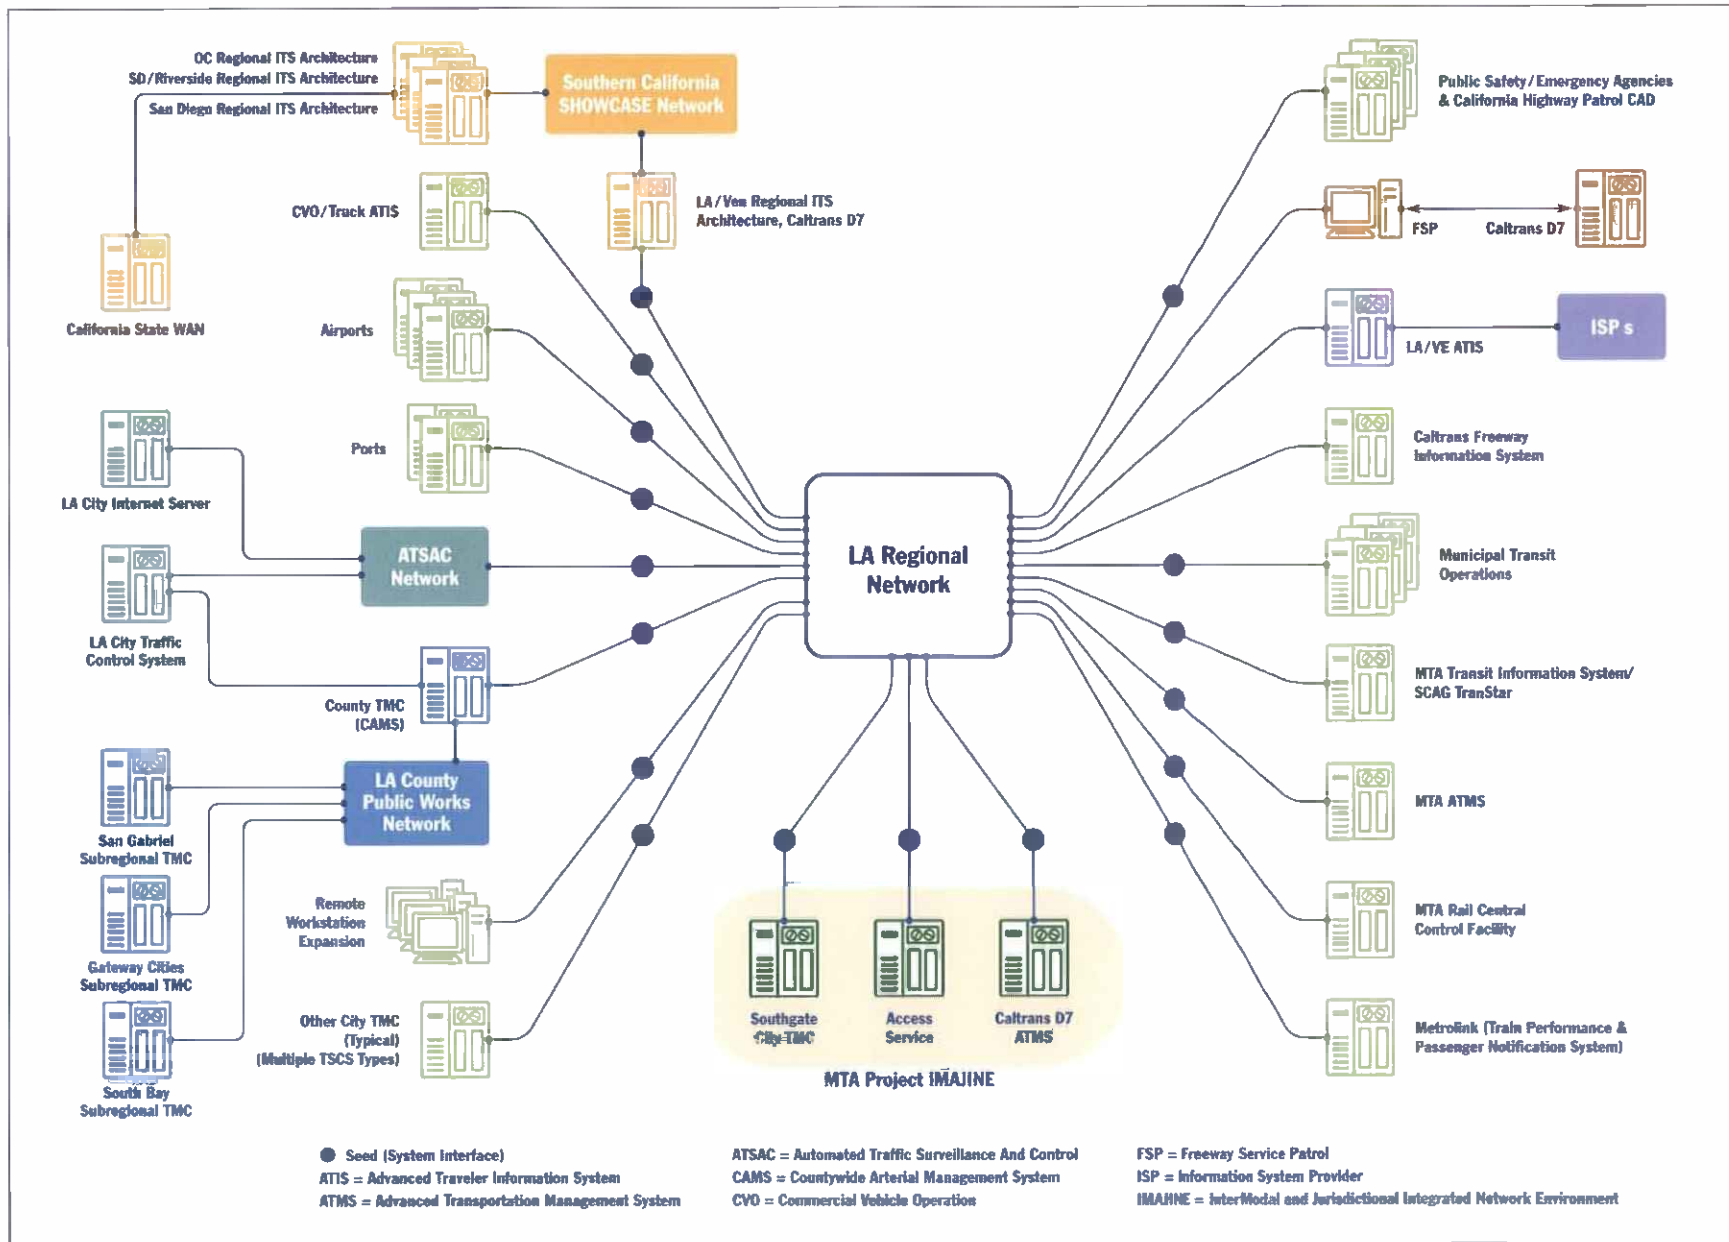 OC Regional ITS Architecture
SD/Riverside Regional ITS Architecture
San Diego Regional ITS Architecture
Southern California
SHOWCASE Network
Public Safety/Emergency Agencies
& California Highway Patrol CAD
CVO/Truck ATIS
LA/Ven Regional ITS
Architecture, Caltrans D7
FSP
Caltrans D7
California State WAN
Airports
LA/VE ATIS
ISP s
Ports
Caltrans Freeway
Information System
LA City Internet Server
ATSAC
Network
LA Regional
Network
Municipal Transit
Operations
LA City Traffic
Control System
County TMC
(CAMS)
MTA Transit Information System/
SCAG TranStar
LA County
Public Works
Network
MTA ATMS
San Gabriel
Subregional TMC
Remote
Workstation
Expansion
MTA Rail Central
Control Facility
Gateway Cities
Subregional TMC
Southgate
City TMC
Access
Service
Caltrans D7
ATMS
Other City TMC
(Typical)
(Multiple TSCS Types)
Metrolink (Train Performance &
Passenger Notification System)
MTA Project IMAJINE
South Bay
Subregional TMC
Seed (System Interface)
ATIS = Advanced Traveler Information System
ATMS = Advanced Transportation Management System
ATSAC = Automated Traffic Surveillance And Control
CAMS = Countywide Arterial Management System
CVO = Commercial Vehicle Operation
FSP = Freeway Service Patrol
ISP = Information System Provider
IMAJINE = InterModal and Jurisdictional Integrated Network Environment